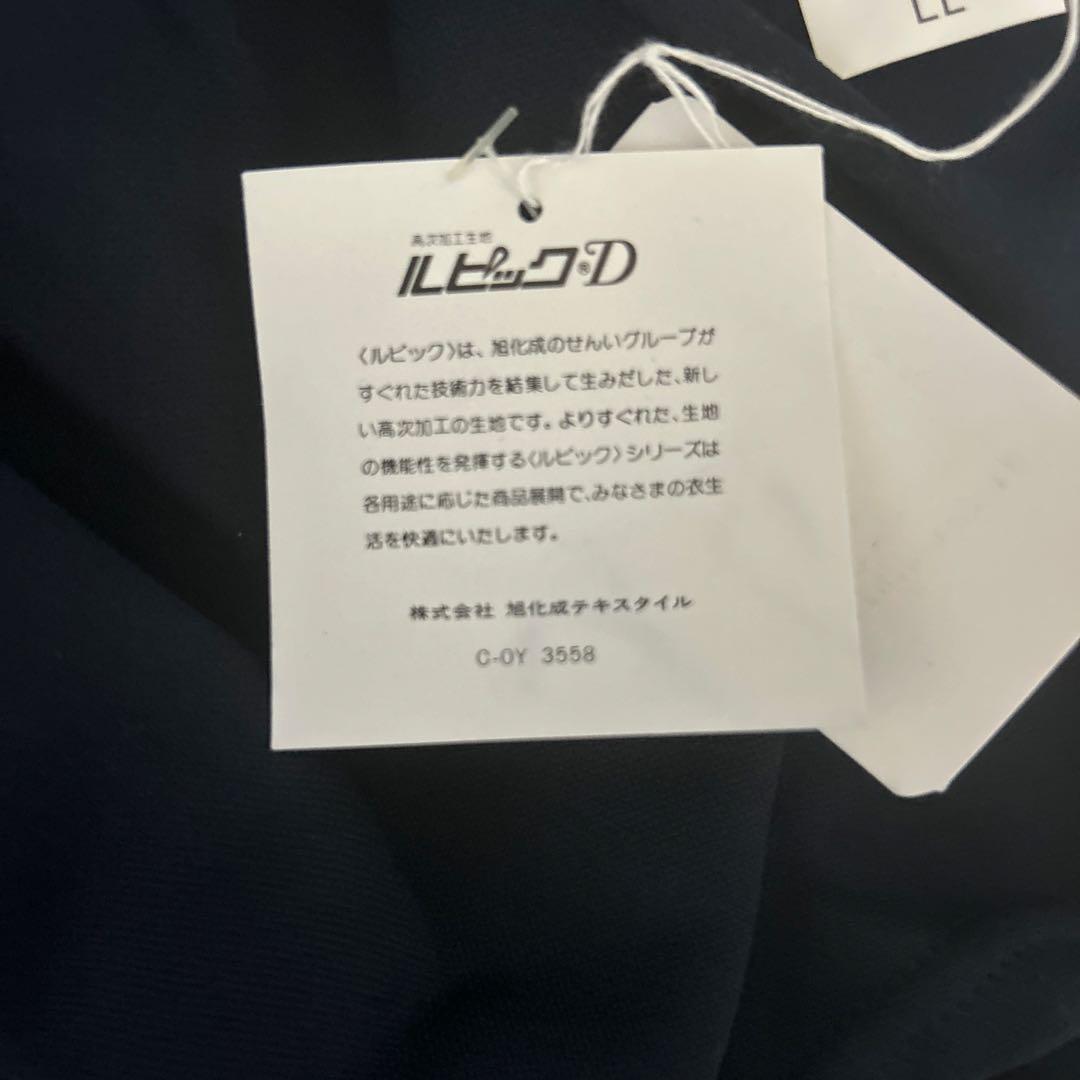 LL
高次加工生地
ルピック®D
〈ルピック〉は、旭化成のせんいグループが
すぐれた技術力を結集して生みだした、新し
い高次加工の生地です。よりすぐれた、生地
の機能性を発揮する〈ルピック〉シリーズは
各用途に応じた商品展開で、みなさまの衣生
活を快適にいたします。
株式会社 旭化成テキスタイル
C-OY 3558